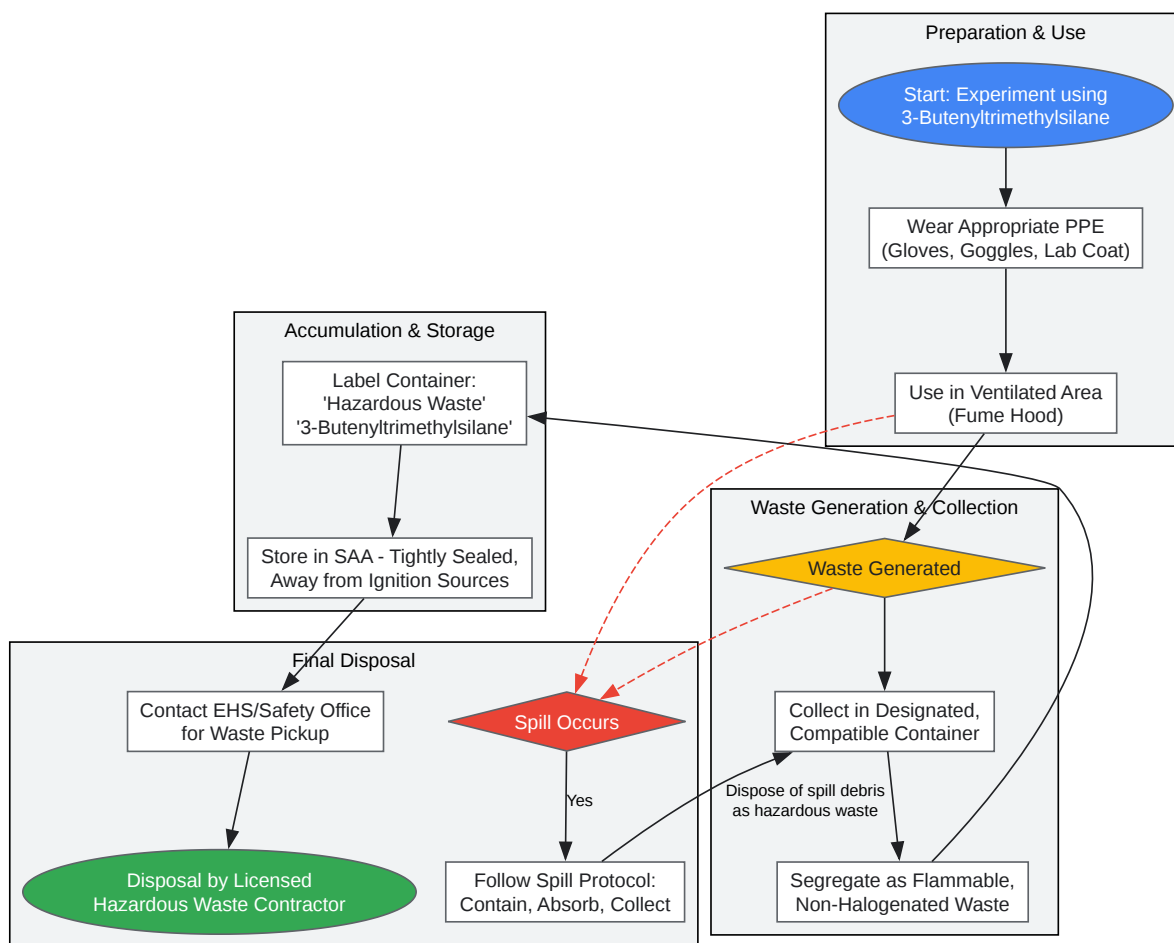 Preparation & Use
Start: Experiment using
3-Butenyltrimethylsilane
Wear Appropriate PPE
(Gloves, Goggles, Lab Coat)
Use in Ventilated Area
(Fume Hood)
Accumulation & Storage
Label Container:
'Hazardous Waste'
'3-Butenyltrimethylsilane'
Store in SAA - Tightly Sealed,
Away from Ignition Sources
Waste Generation & Collection
Waste Generated
Collect in Designated,
Compatible Container
Dispose of spill debris
as hazardous waste
Segregate as Flammable,
Non-Halogenated Waste
Final Disposal
Contact EHS/Safety Office
for Waste Pickup
Disposal by Licensed
Hazardous Waste Contractor
Spill Occurs
Yes
Follow Spill Protocol:
Contain, Absorb, Collect